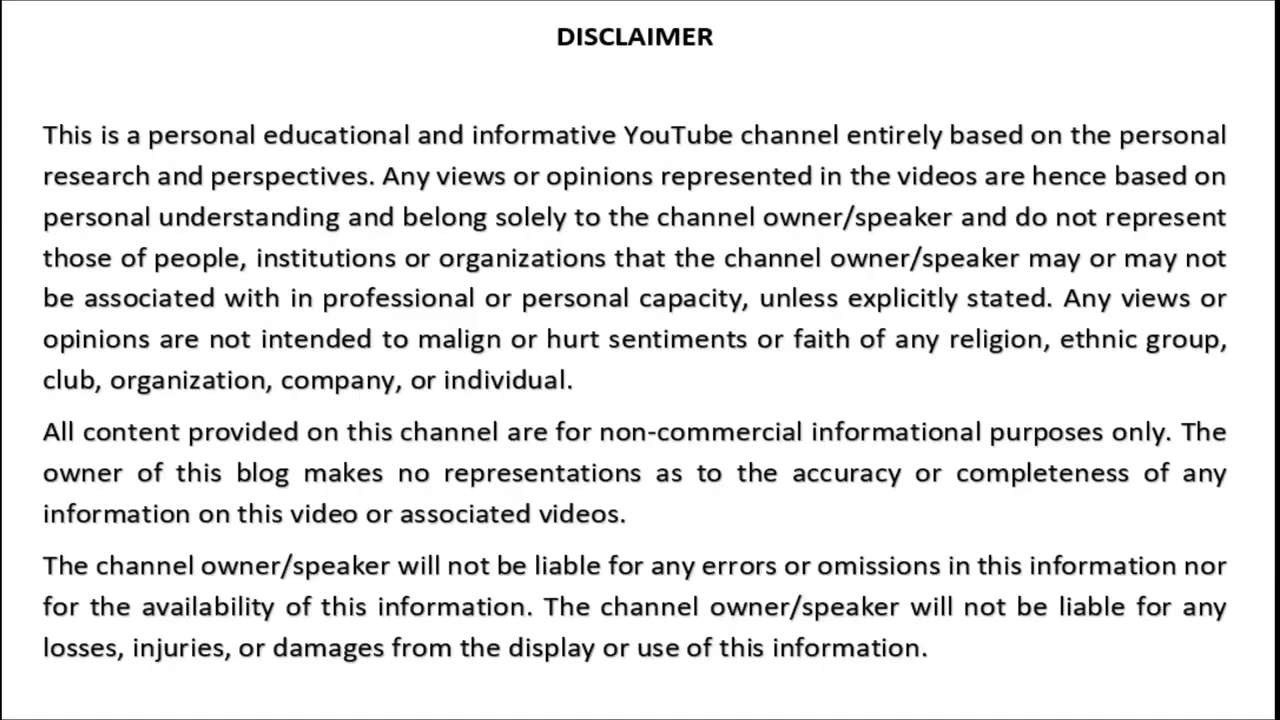 DISCLAIMER
This is a personal educational and informative YouTube channel entirely based on the personal
research and perspectives. Any views or opinions represented in the videos are hence based on
personal understanding and belong solely to the channel owner/speaker and do not represent
those of people, institutions or organizations that the channel owner/speaker may or may not
be associated with in professional or personal capacity, unless explicitly stated. Any views or
opinions are not intended to malign or hurt sentiments or faith of any religion, ethnic group,
club, organization, company, or individual.
All content provided on this channel are for non-commercial informational purposes only. The
owner of this blog makes no representations as to the accuracy or completeness of any
information on this video or associated videos.
The channel owner/speaker will not be liable for any errors or omissions in this information nor
for the availability of this information. The channel owner/speaker will not be liable for any
losses, injuries, or damages from the display or use of this information.